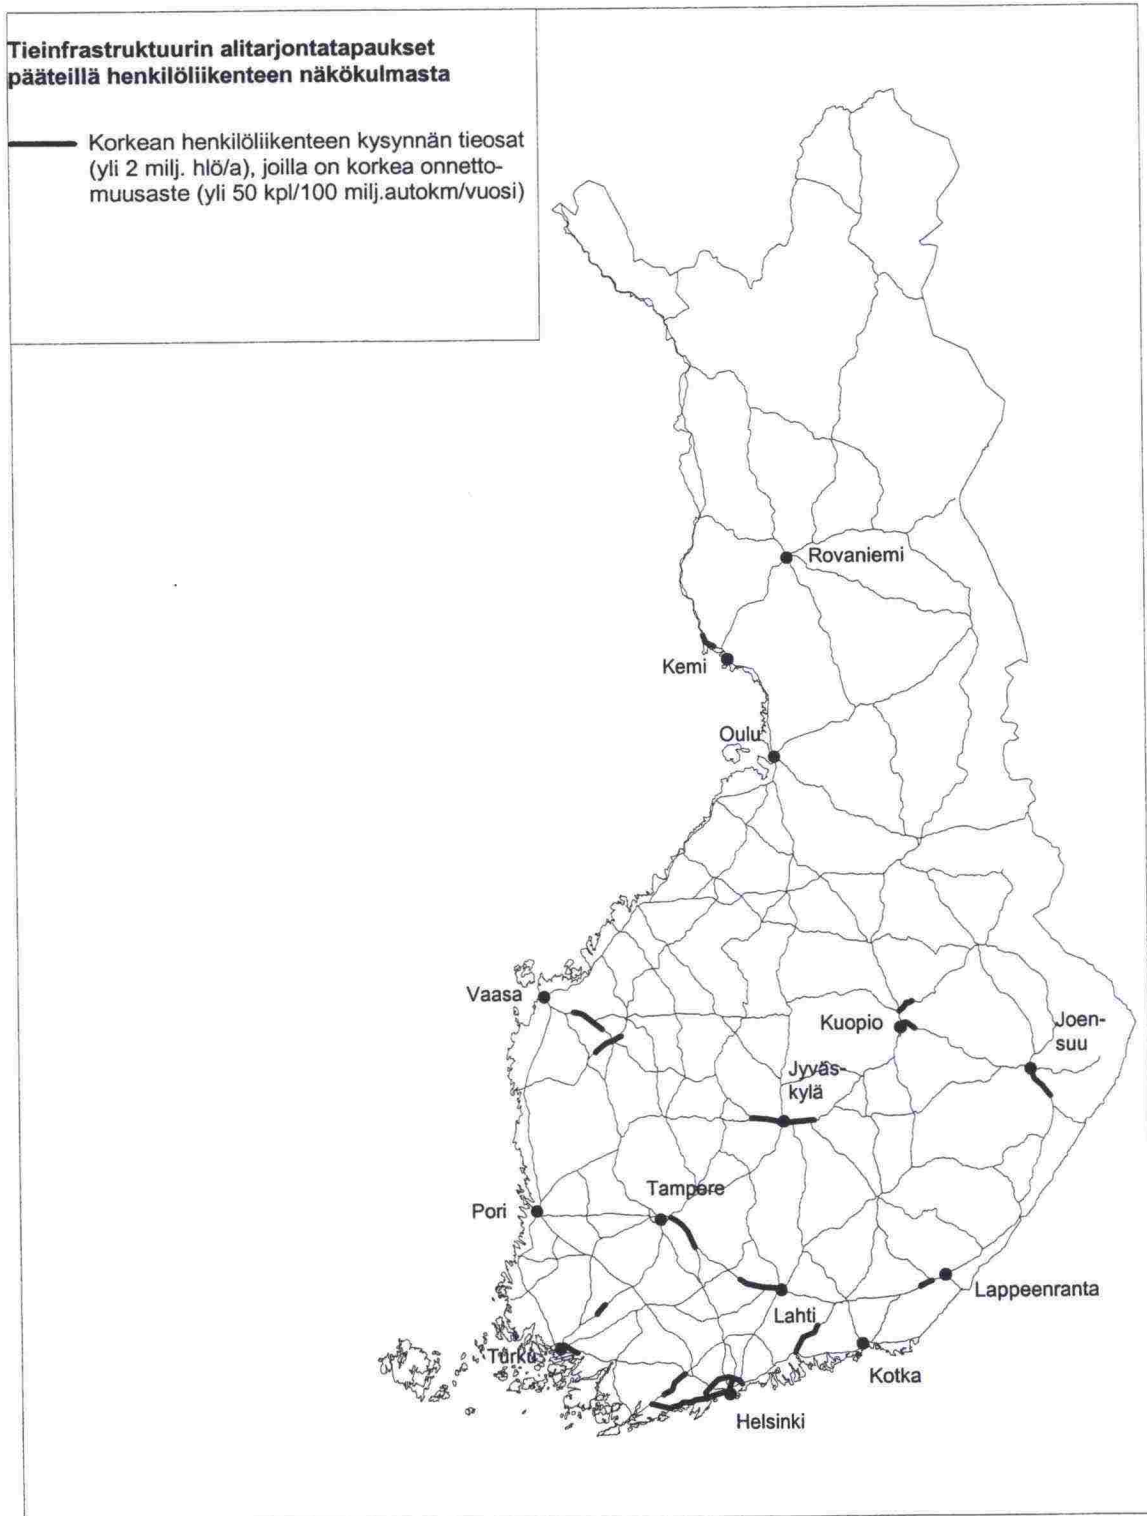 Tieinfrastruktuurin alitarjontatapaukset
pääteillä henkilöliikenteen näkökulmasta
Korkean henkilöliikenteen kysynnän tieosat
(yli 2 milj. hlö/a), joilla on korkea onnetto-
muusaste (yli 50 kpl/100 milj.autokm/vuosi)
Rovaniemi
Kemi
Oulu
Vaasa
Kuopio
Joen-
suu
Jyväs-
kylä
Tampere
Pori
Lappeenranta
Lahti
Turku
Kotka
Helsinki